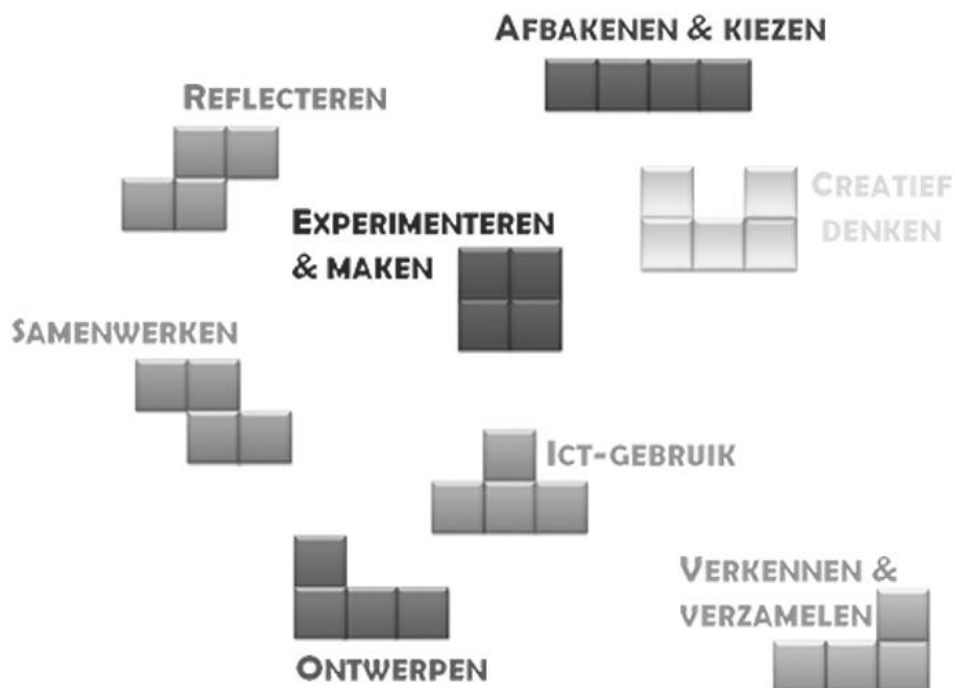 AFBAKENEN & KIEZEN
REFLECTEREN
CREATIEF
DENKEN
EXPERIMENTEREN
& MAKEN
SAMENWERKEN
ICT-GEBRUIK
VERKENNEN &
VERZAMELEN
ONTWERPEN